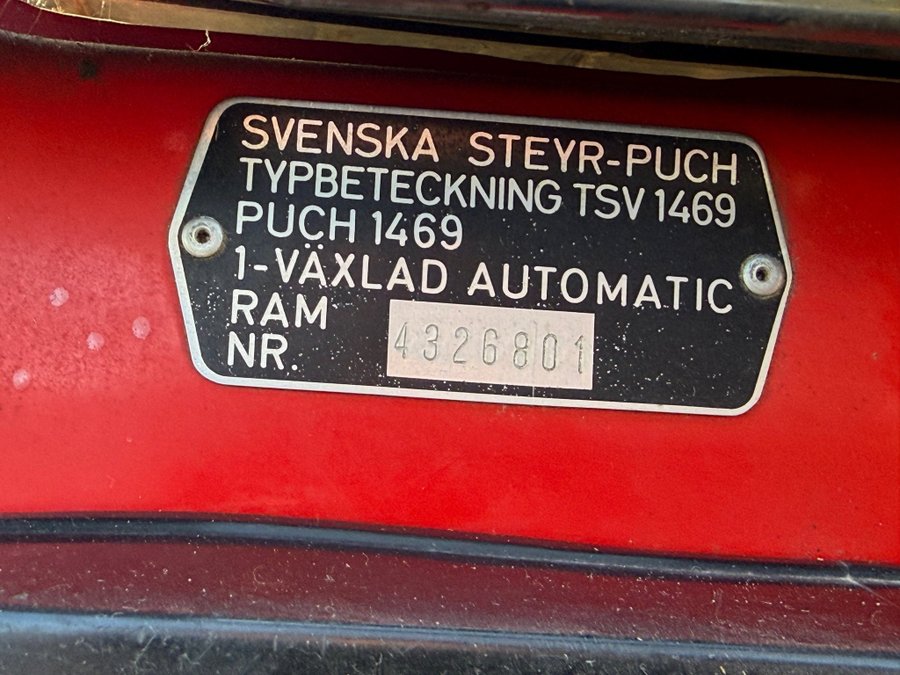 SVENSKA STEYR-PUCH
TYPBETECKNING TSV 1469
PUCH 1469
1-VÄXLAD AUTOMATIC
RAM
NR. 4326801